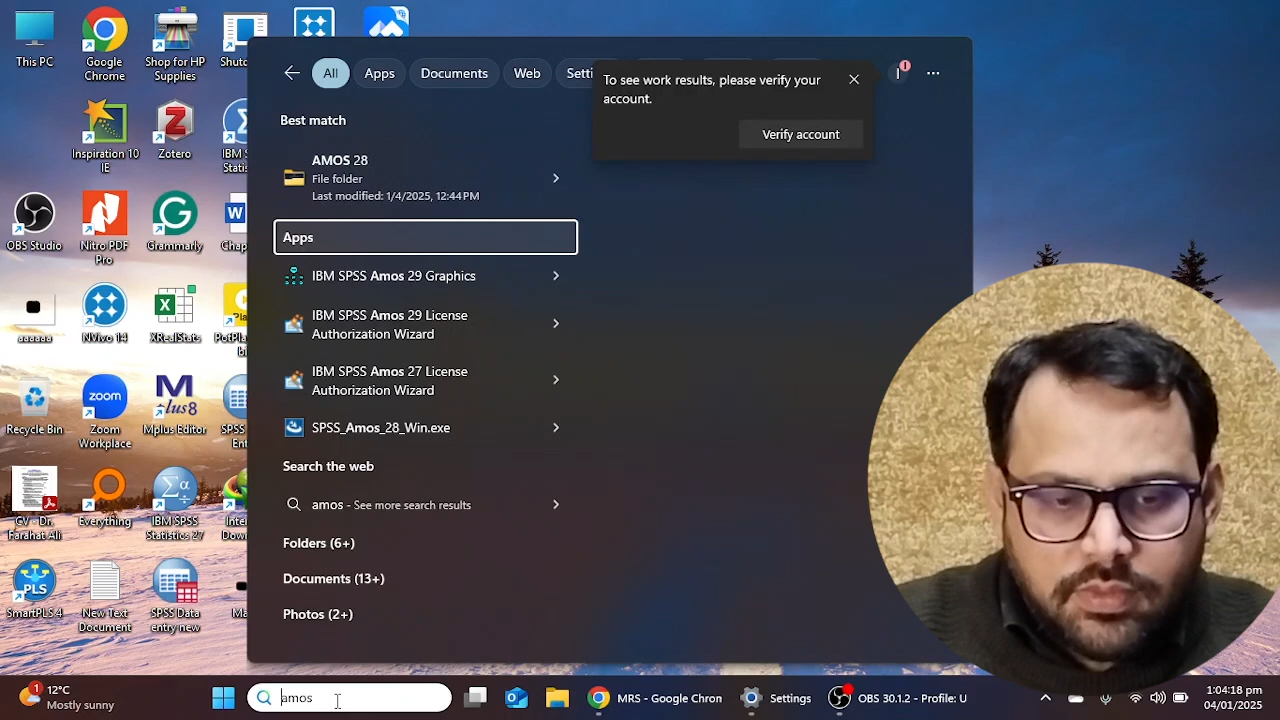 This PC
Google
Chrome
Shop for HP
Supplies
Inspiration 10
IE
Zotero
OBS Studio
Nitro PDF
Pro
Grammarly
aaaaaa
NVivo 14
XRealStats
Recycle Bin
Zoom
Workplace
Mplus Editor
CV - Dr.
Farahat Ali
Everything
IBM SPSS
Statistics 27
SmartPLS 4
New Text
Document
SPSS Data
entry new
All
Apps
Documents
Web
To see work results, please verify your
account.
Verify account
Best match
AMOS 28
File folder
Last modified: 1/4/2025, 12:44 PM
Apps
IBM SPSS Amos 29 Graphics
IBM SPSS Amos 29 License
Authorization Wizard
IBM SPSS Amos 27 License
Authorization Wizard
SPSS_Amos_28_Win.exe
Search the web
amos - See more search results
Folders (6+)
Documents (13+)
Photos (2+)
1
12°C
Mostly sunny
amos
MRS - Google Chron
Settings
OBS 30.1.2 - Profile: U
1:04:18 pm
04/01/2025